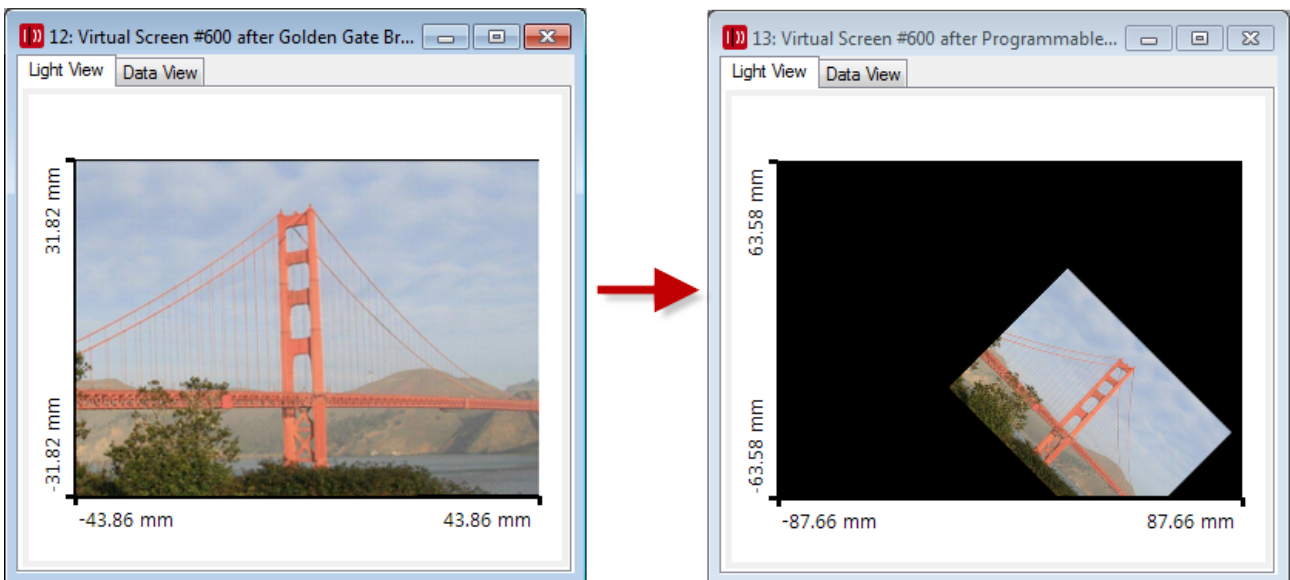 12: Virtual Screen #600 after Golden Gate Br...
Light View
Data View
31.82 mm
-31.82 mm
-43.86 mm
43.86 mm
13: Virtual Screen #600 after Programmable...
Light View
Data View
63.58 mm
-63.58 mm
-87.66 mm
87.66 mm